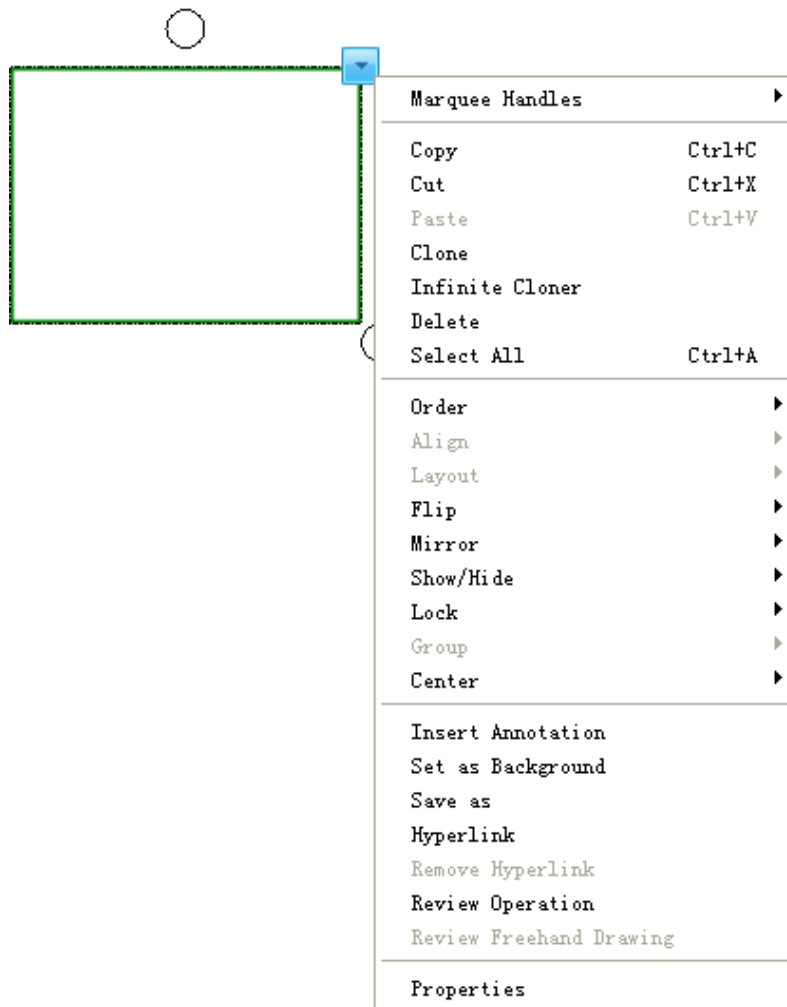 Marquee Handles
Copy Ctrl+C
Cut Ctrl+X
Paste Ctrl+V
Clone
Infinite Cloner
Delete
Select All Ctrl+A
Order
Align
Layout
Flip
Mirror
Show/Hide
Lock
Group
Center
Insert Annotation
Set as Background
Save as
Hyperlink
Remove Hyperlink
Review Operation
Review Freehand Drawing
Properties